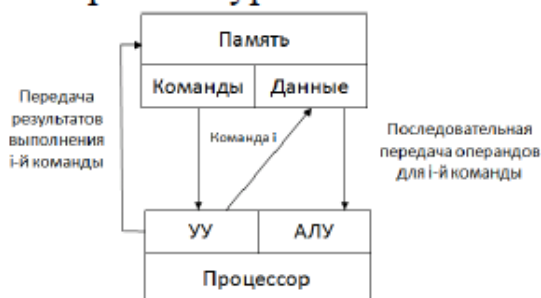 Память
Команды Данные
Передача
результатов
выполнения
i-й команды
Команда i
Последовательная
передача операндов
для i-й команды
УУ АЛУ
Процессор